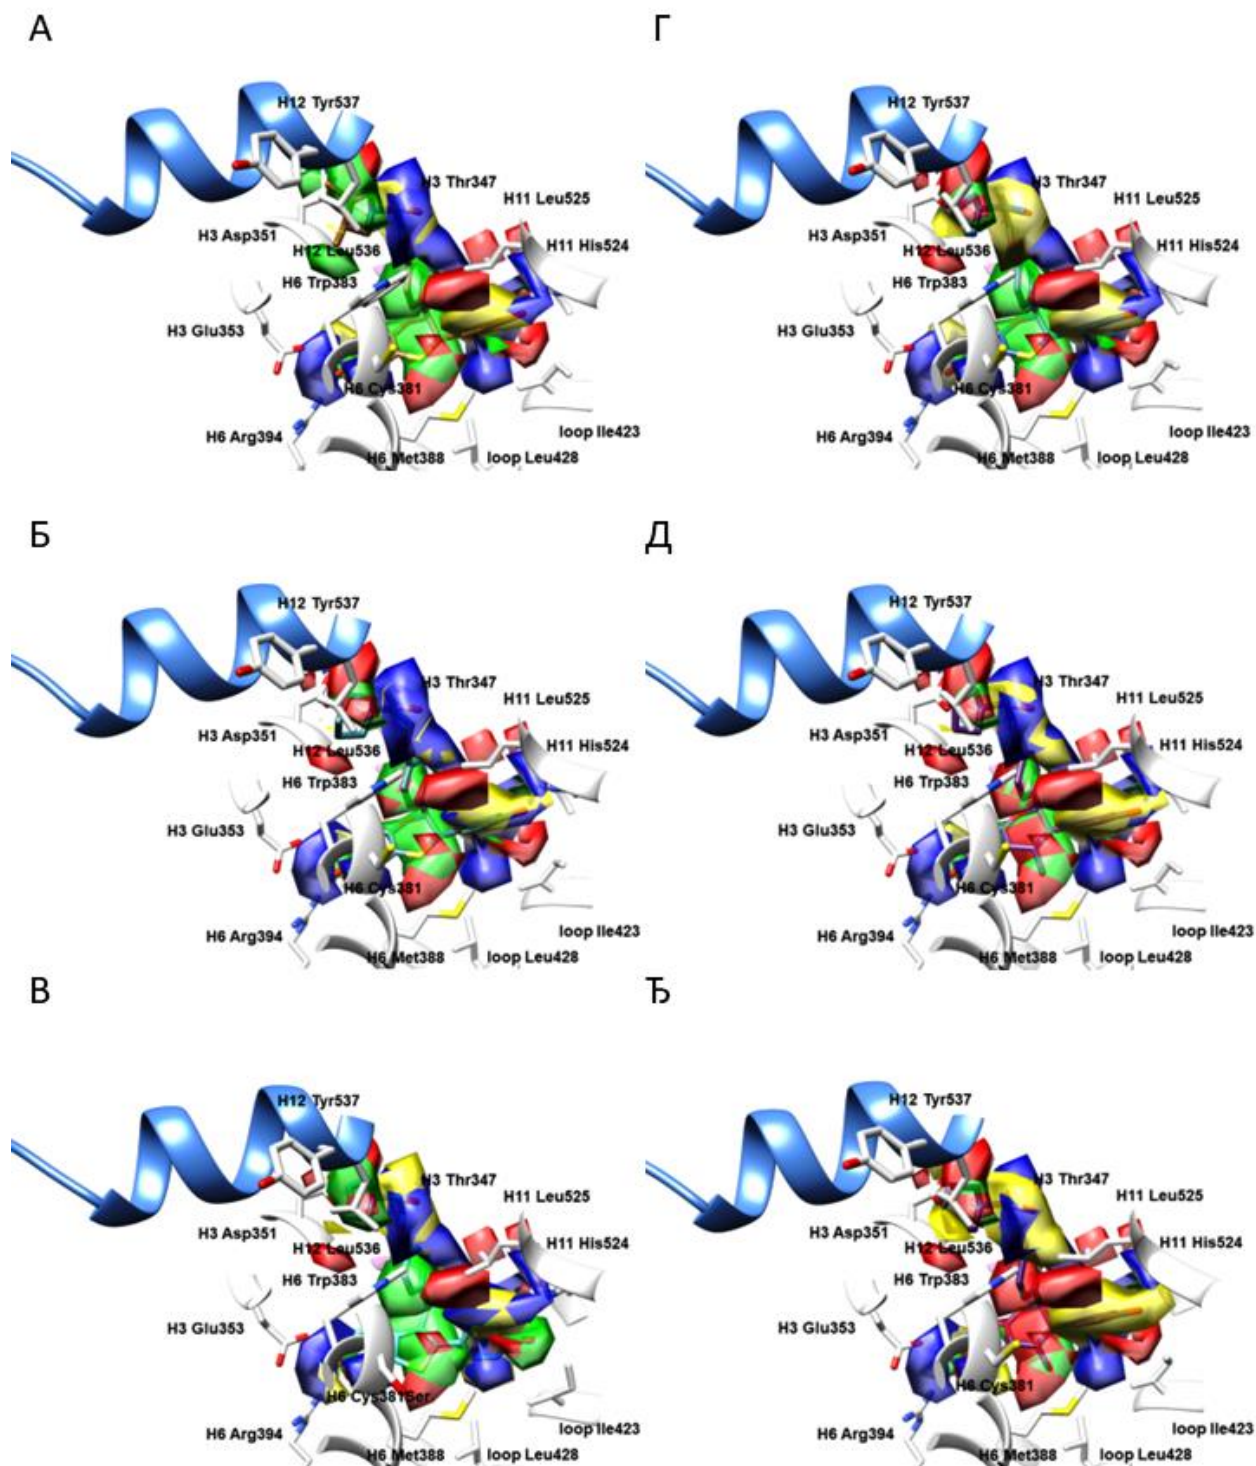 А
H12 Tyr537
H3 Thr347
H11 Leu525
H3 Asp351
H12 Leu536
H11 His524
H6 Trp383
H3 Glu353
H6 Cys381
H6 Arg394
loop Ile423
H6 Met388
loop Leu428
Г
H12 Tyr537
H3 Thr347
H11 Leu525
H3 Asp351
H12 Leu536
H11 His524
H6 Trp383
H3 Glu353
H6 Cys381
H6 Arg394
loop Ile423
H6 Met388
loop Leu428
Б
H12 Tyr537
H3 Thr347
H11 Leu525
H3 Asp351
H12 Leu536
H11 His524
H6 Trp383
H3 Glu353
H6 Cys381
H6 Arg394
loop Ile423
H6 Met388
loop Leu428
Д
H12 Tyr537
H3 Thr347
H11 Leu525
H3 Asp351
H12 Leu536
H11 His524
H6 Trp383
H3 Glu353
H6 Cys381
H6 Arg394
loop Ile423
H6 Met388
loop Leu428
В
H12 Tyr537
H3 Thr347
H11 Leu525
H3 Asp351
H12 Leu536
H11 His524
H6 Trp383
H3 Glu353
H6 Cys381Ser
H6 Arg394
loop Ile423
H6 Met388
loop Leu428
Ђ
H12 Tyr537
H3 Thr347
H11 Leu525
H3 Asp351
H12 Leu536
H11 His524
H6 Trp383
H3 Glu353
H6 Cys381
H6 Arg394
loop Ile423
H6 Met388
loop Leu428